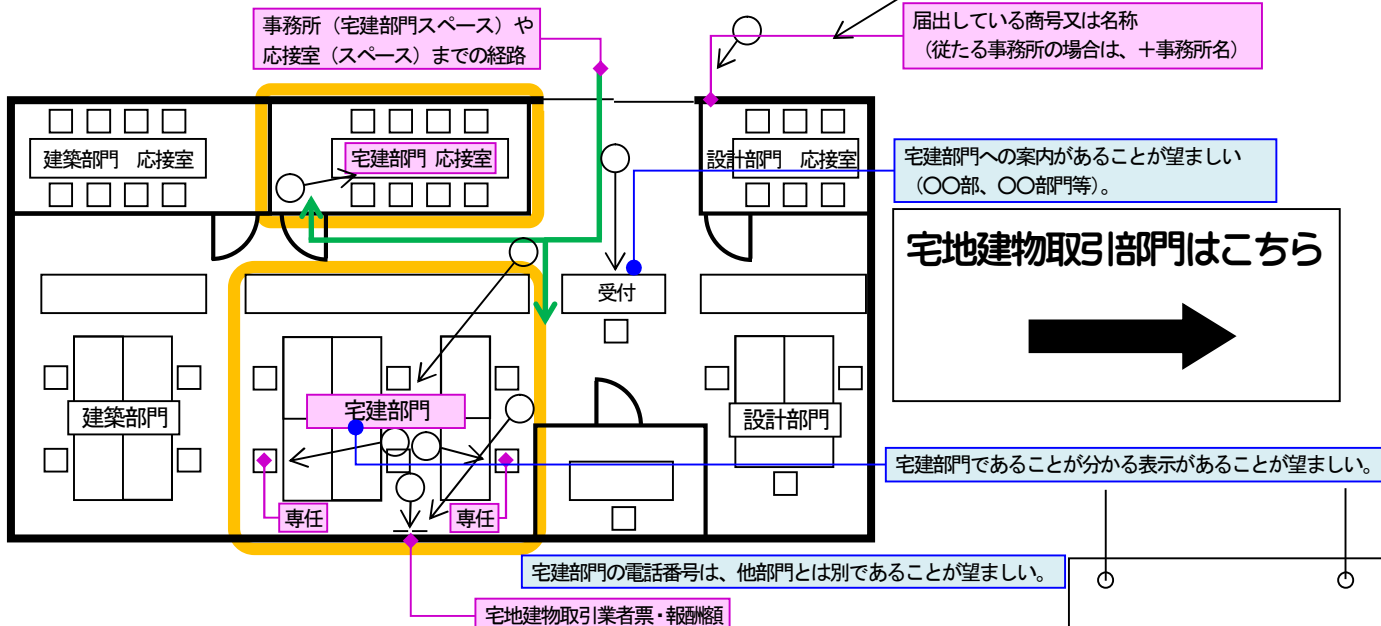 事務所（宅建部門スペース）や
応接室（スペース）までの経路
届出している商号又は名称
（従たる事務所の場合は、＋事務所名）
建築部門　応接室
宅建部門 応接室
設計部門　応接室
宅建部門への案内があることが望ましい
（〇〇部、〇〇部門等）。
宅地建物取引部門はこちら
受付
建築部門
宅建部門
設計部門
宅建部門であることが分かる表示があることが望ましい。
専任
専任
宅建部門の電話番号は、他部門とは別であることが望ましい。
宅地建物取引業者票・報酬額